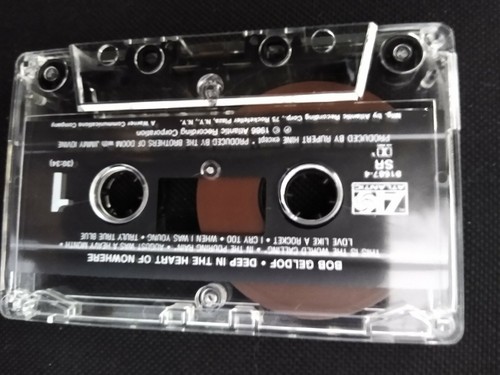 BOB GELDOF • DEEP IN THE HEART OF NOWHERE
THIS IS THE WORLD CALLING • IN THE POURING RAIN • AUGUST WAS A HEAVY MONTH •
LOVE LIKE A ROCKET • I CRY TOO • WHEN I WAS YOUNG • TRULY, TRUE BLUE
ATLANTIC
81687-4
SR
1
(30:34)
PRODUCED BY RUPERT HINE except * PRODUCED BY THE BROTHERS OF DOOM with JIMMY IOVINE
℗ © 1986 Atlantic Recording Corporation
Mfg. by Atlantic Recording Corp. 75 Rockefeller Plaza, N.Y., N.Y.
A Warner Communications Company